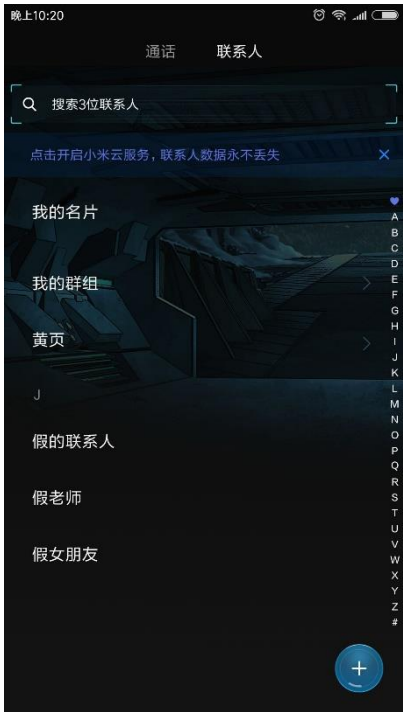 晚上10:20
通话 联系人
搜索3位联系人
点击开启小米云服务，联系人数据永不丢失
我的名片
我的群组
黄页
J
假的联系人
假老师
假女朋友
A
B
C
D
E
F
G
H
I
J
K
L
M
N
O
P
Q
R
S
T
U
V
W
X
Y
Z
#